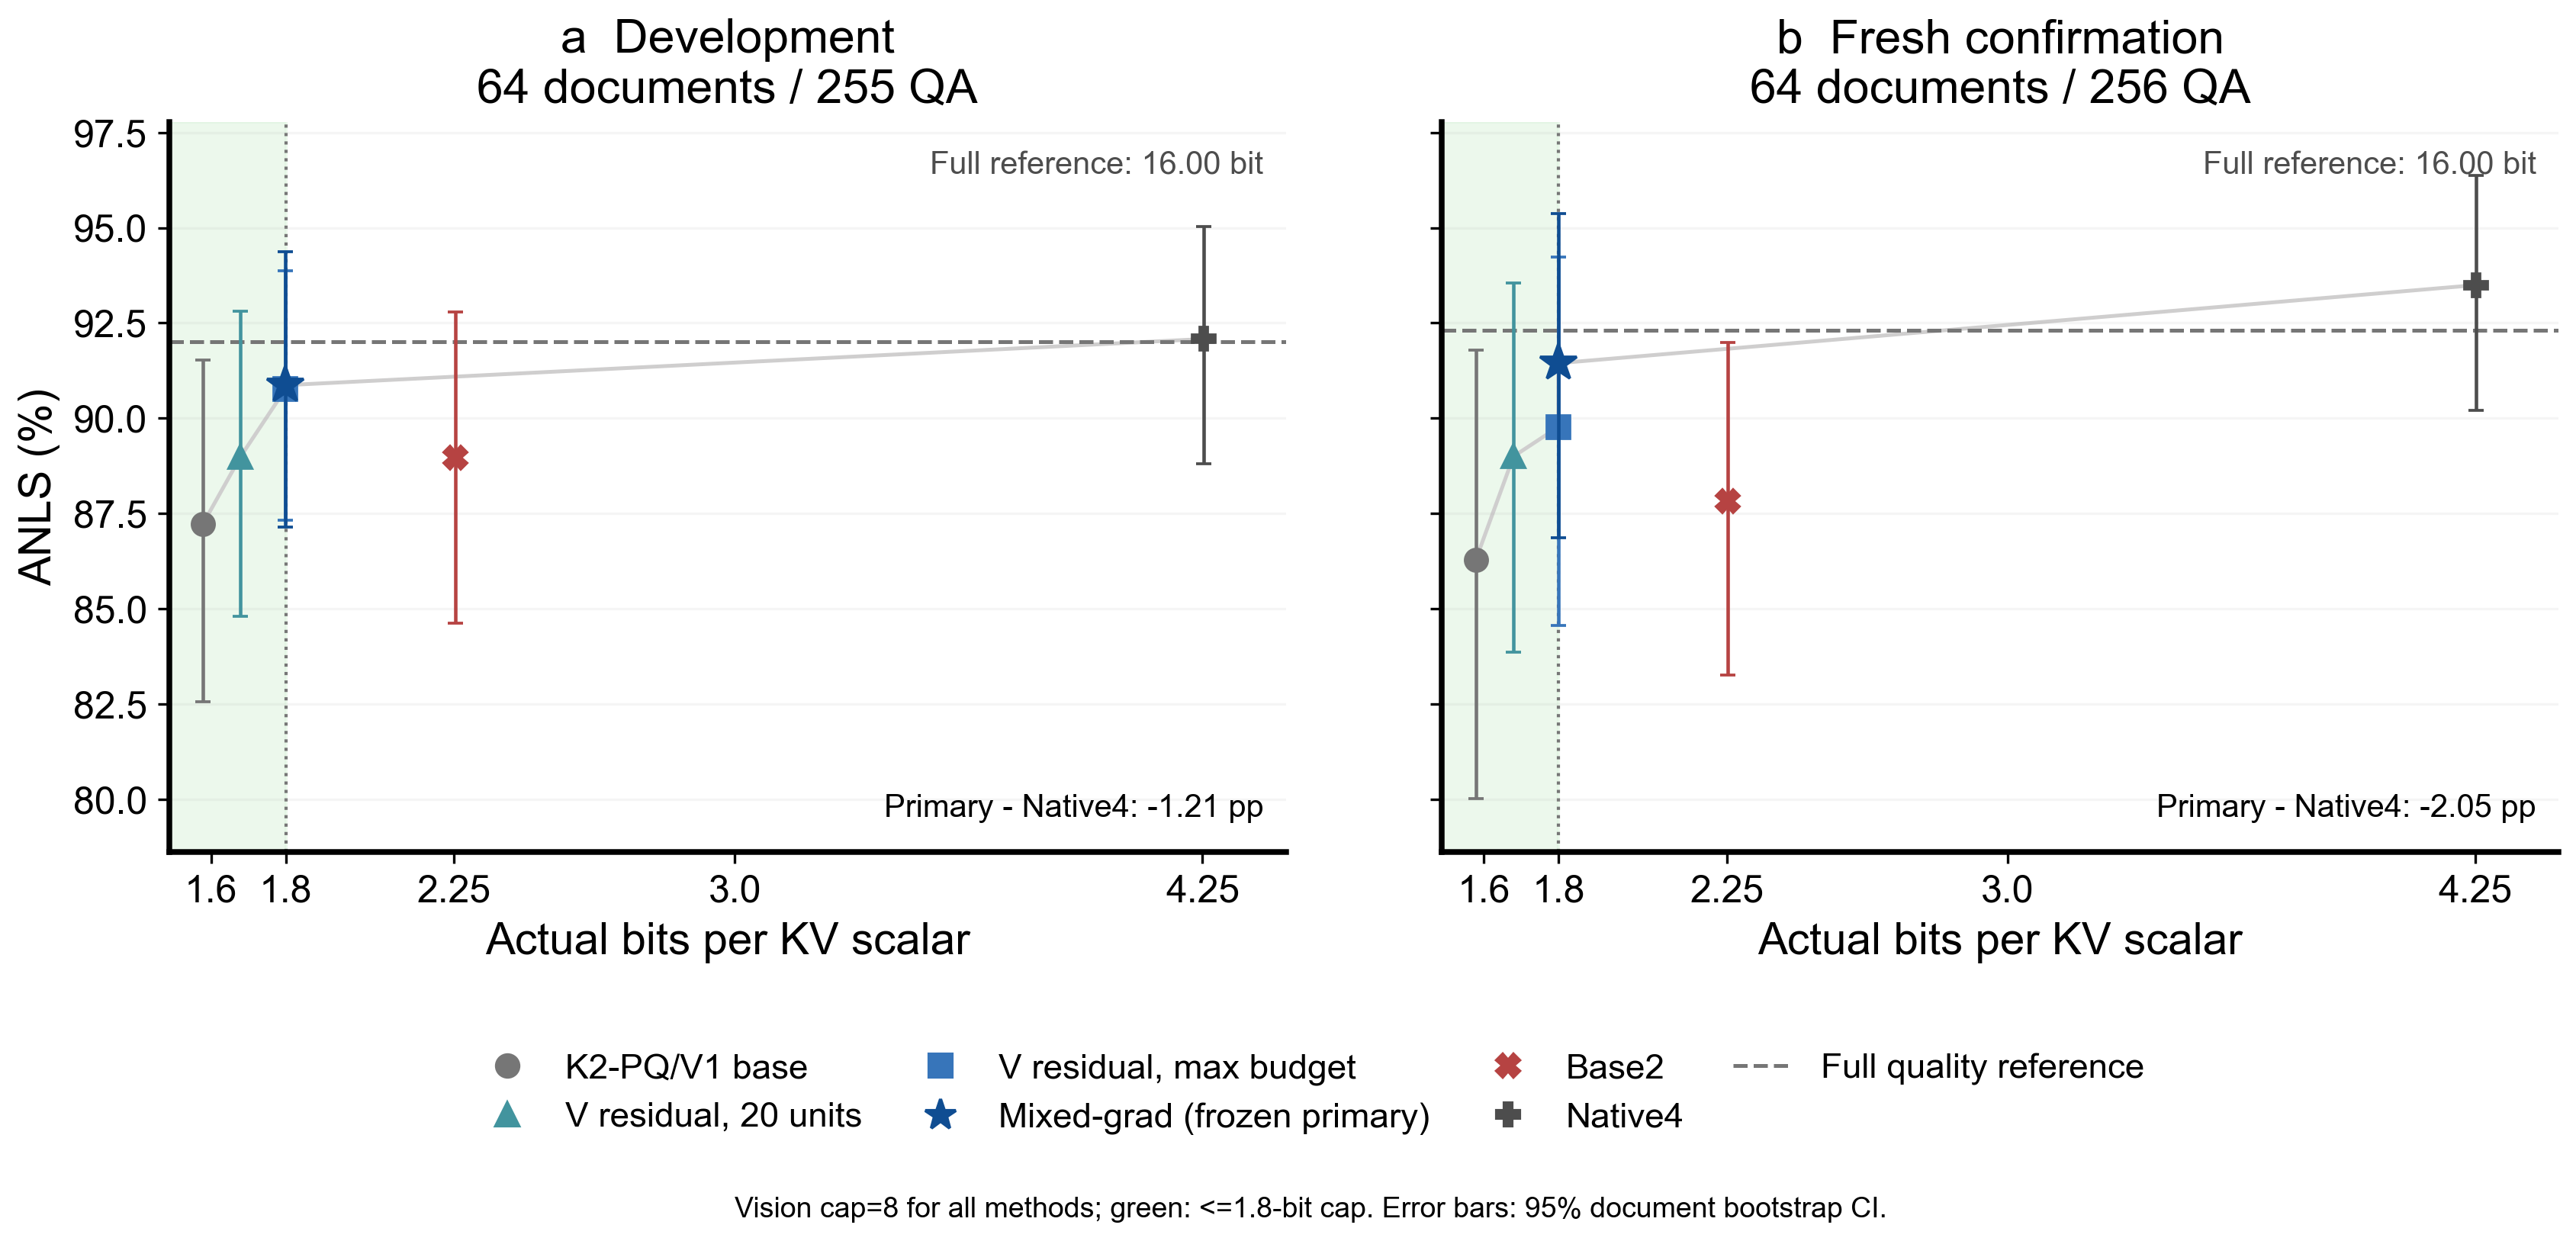 a  Development
64 documents / 255 QA
b  Fresh confirmation
64 documents / 256 QA
ANLS (%)
97.5
95.0
92.5
90.0
87.5
85.0
82.5
80.0
Full reference: 16.00 bit
Primary - Native4: -1.21 pp
1.6 1.8 2.25 3.0 4.25
Actual bits per KV scalar
Full reference: 16.00 bit
Primary - Native4: -2.05 pp
1.6 1.8 2.25 3.0 4.25
Actual bits per KV scalar
K2-PQ/V1 base
V residual, 20 units
V residual, max budget
Mixed-grad (frozen primary)
Base2
Native4
Full quality reference
Vision cap=8 for all methods; green: <=1.8-bit cap. Error bars: 95% document bootstrap CI.